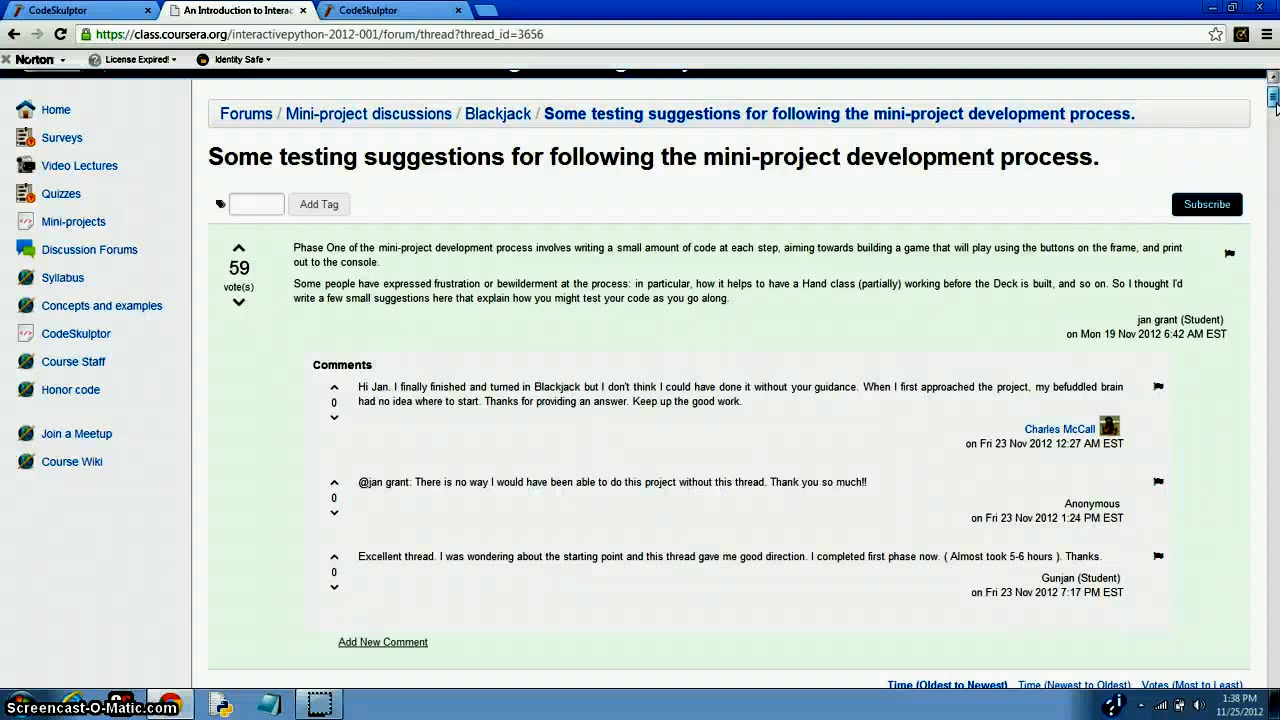 CodeSkulptor
An Introduction to Interac
CodeSkulptor
https://class.coursera.org/interactivepython-2012-001/forum/thread?thread_id=3656
Norton
License Expired!
Identity Safe
Home
Surveys
Video Lectures
Quizzes
Mini-projects
Discussion Forums
Syllabus
Concepts and examples
CodeSkulptor
Course Staff
Honor code
Join a Meetup
Course Wiki
Forums / Mini-project discussions / Blackjack / Some testing suggestions for following the mini-project development process.
Some testing suggestions for following the mini-project development process.
Add Tag
Subscribe
59
vote(s)
Phase One of the mini-project development process involves writing a small amount of code at each step, aiming towards building a game that will play using the buttons on the frame, and print
out to the console.
Some people have expressed frustration or bewilderment at the process: in particular, how it helps to have a Hand class (partially) working before the Deck is built, and so on. So I thought I'd
write a few small suggestions here that explain how you might test your code as you go along.
jan grant (Student)
on Mon 19 Nov 2012 6:42 AM EST
Comments
0
Hi Jan. I finally finished and turned in Blackjack but I don't think I could have done it without your guidance. When I first approached the project, my befuddled brain
had no idea where to start. Thanks for providing an answer. Keep up the good work.
Charles McCall
on Fri 23 Nov 2012 12:27 AM EST
0
@jan grant: There is no way I would have been able to do this project without this thread. Thank you so much!!
Anonymous
on Fri 23 Nov 2012 1:24 PM EST
0
Excellent thread. I was wondering about the starting point and this thread gave me good direction. I completed first phase now. ( Almost took 5-6 hours ). Thanks.
Gunjan (Student)
on Fri 23 Nov 2012 7:17 PM EST
Add New Comment
Time (Oldest to Newest) Time (Newest to Oldest) Votes (Most to Least)
Screencast-O-Matic.com
1:38 PM
11/25/2012